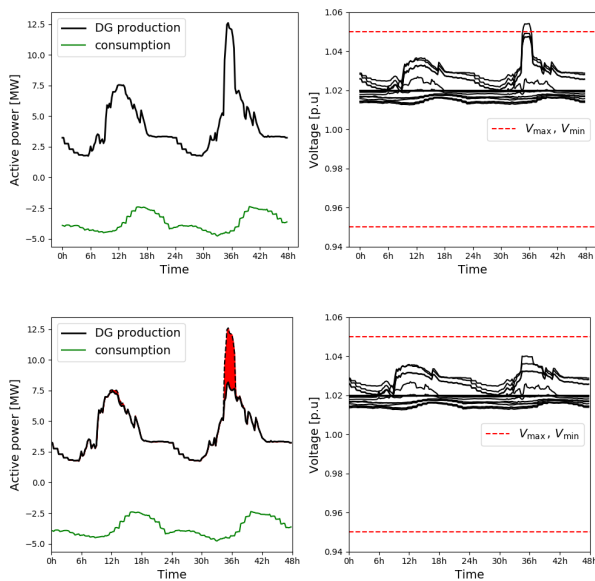 DG production
consumption
Active power [MW]
12.5
10.0
7.5
5.0
2.5
0.0
−2.5
−5.0
0h 6h 12h 18h 24h 30h 36h 42h 48h
Time
Voltage [p.u]
1.06
1.04
1.02
1.00
0.98
0.96
0.94
Vmax, Vmin
0h 6h 12h 18h 24h 30h 36h 42h 48h
Time
DG production
consumption
Active power [MW]
12.5
10.0
7.5
5.0
2.5
0.0
−2.5
−5.0
0h 6h 12h 18h 24h 30h 36h 42h 48h
Time
Voltage [p.u]
1.06
1.04
1.02
1.00
0.98
0.96
0.94
Vmax, Vmin
0h 6h 12h 18h 24h 30h 36h 42h 48h
Time